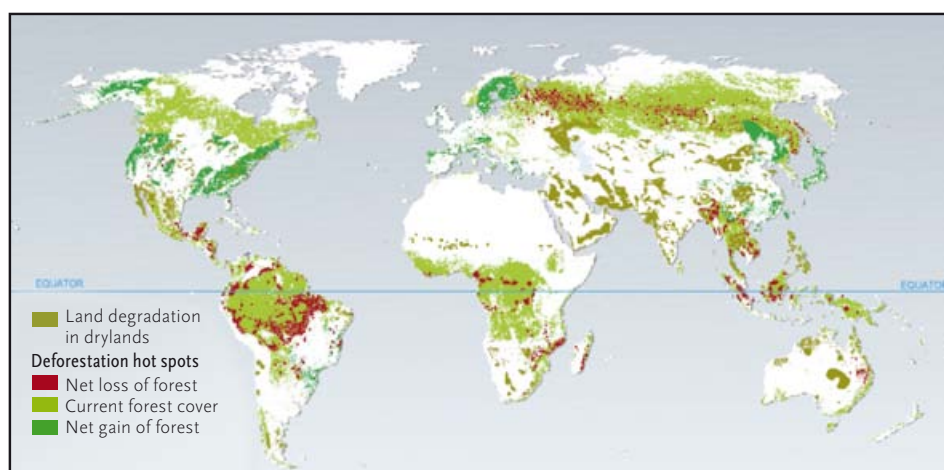 EQUATOR EQUATOR
Land degradation
in drylands
Deforestation hot spots
Net loss of forest
Current forest cover
Net gain of forest